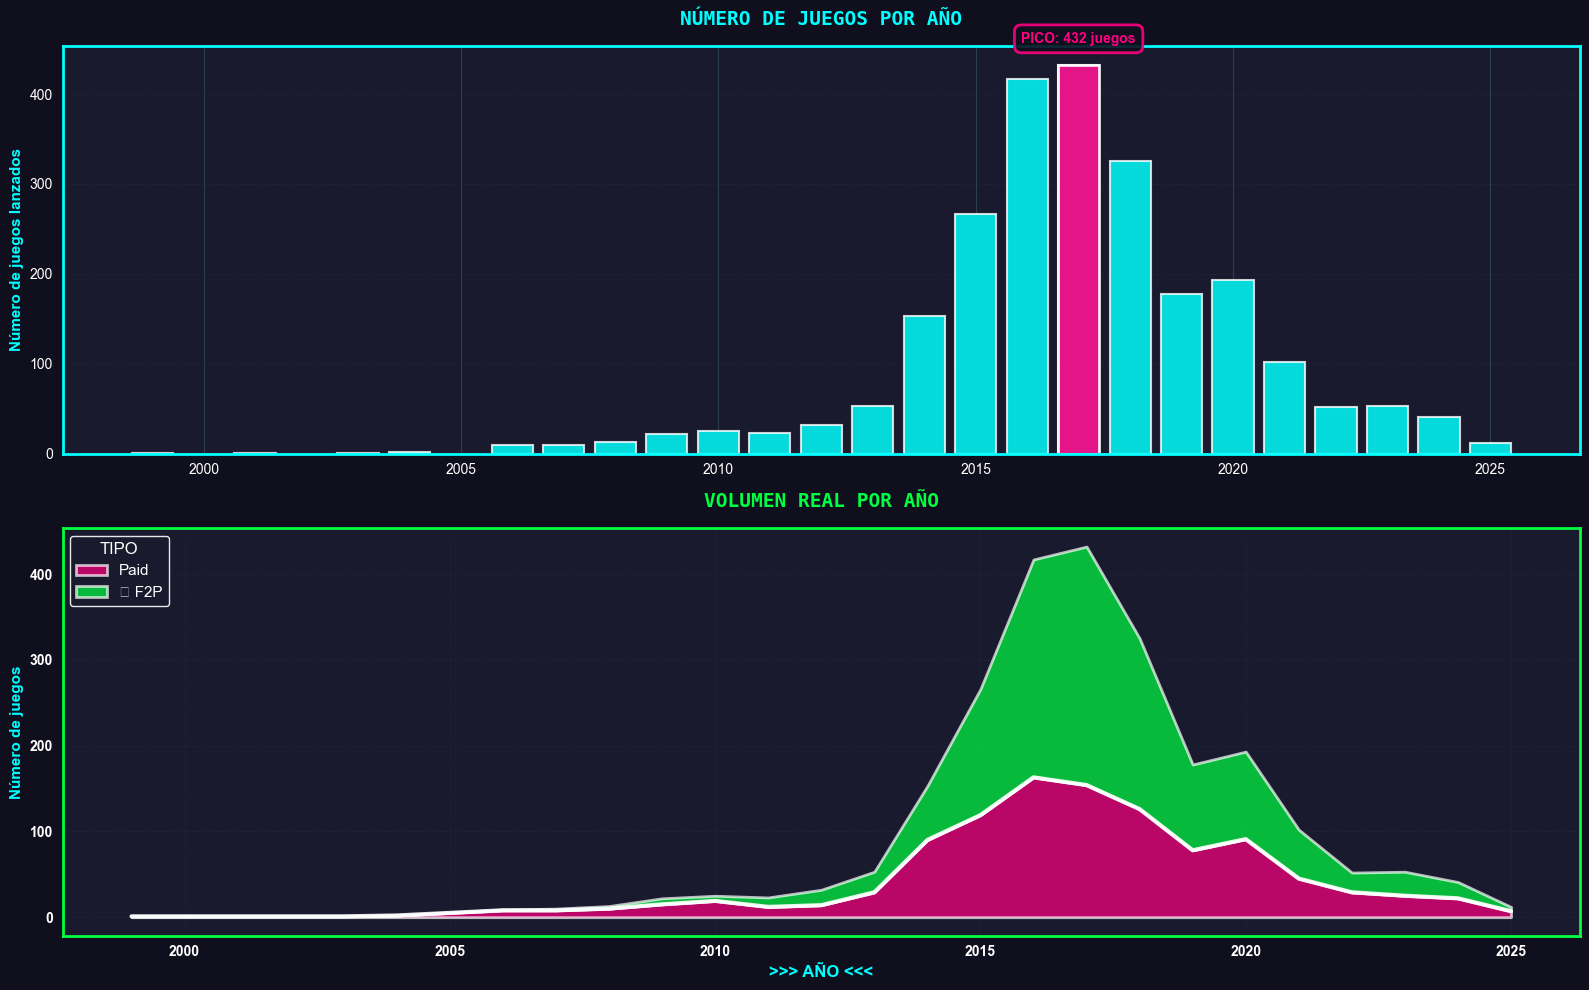 NÚMERO DE JUEGOS POR AÑO
PICO: 432 juegos
Número de juegos lanzados
400
300
200
100
0
2000 2005 2010 2015 2020 2025
VOLUMEN REAL POR AÑO
TIPO
Paid
F2P
Número de juegos
400
300
200
100
0
2000 2005 2010 2015 2020 2025
>>> AÑO <<<